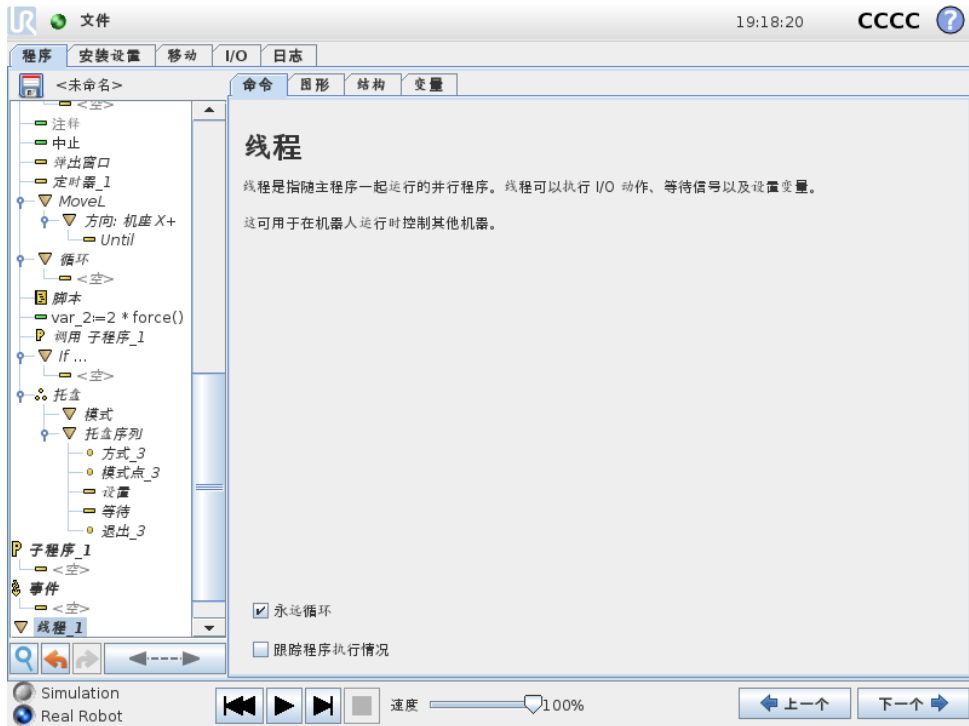 UR 文件 19:18:20 CCCC ?
程序 安装设置 移动 I/O 日志
<未命名>
命令 图形 结构 变量
<空>
注释
中止
弹出窗口
定时器_1
MoveL
方向: 机座 X+
Until
循环
<空>
脚本
var_2:=2 * force()
调用 子程序_1
If ...
<空>
托盘
模式
托盘序列
方式_3
模式点_3
设置
等待
退出_3
P 子程序_1
<空>
事件
<空>
线程_1
线程
线程是指随主程序一起运行的并行程序。线程可以执行 I/O 动作、等待信号以及设置变量。
这可用于在机器人运行时控制其他机器。
永远循环
跟踪程序执行情况
Simulation
Real Robot
速度 100%
上一个 下一个